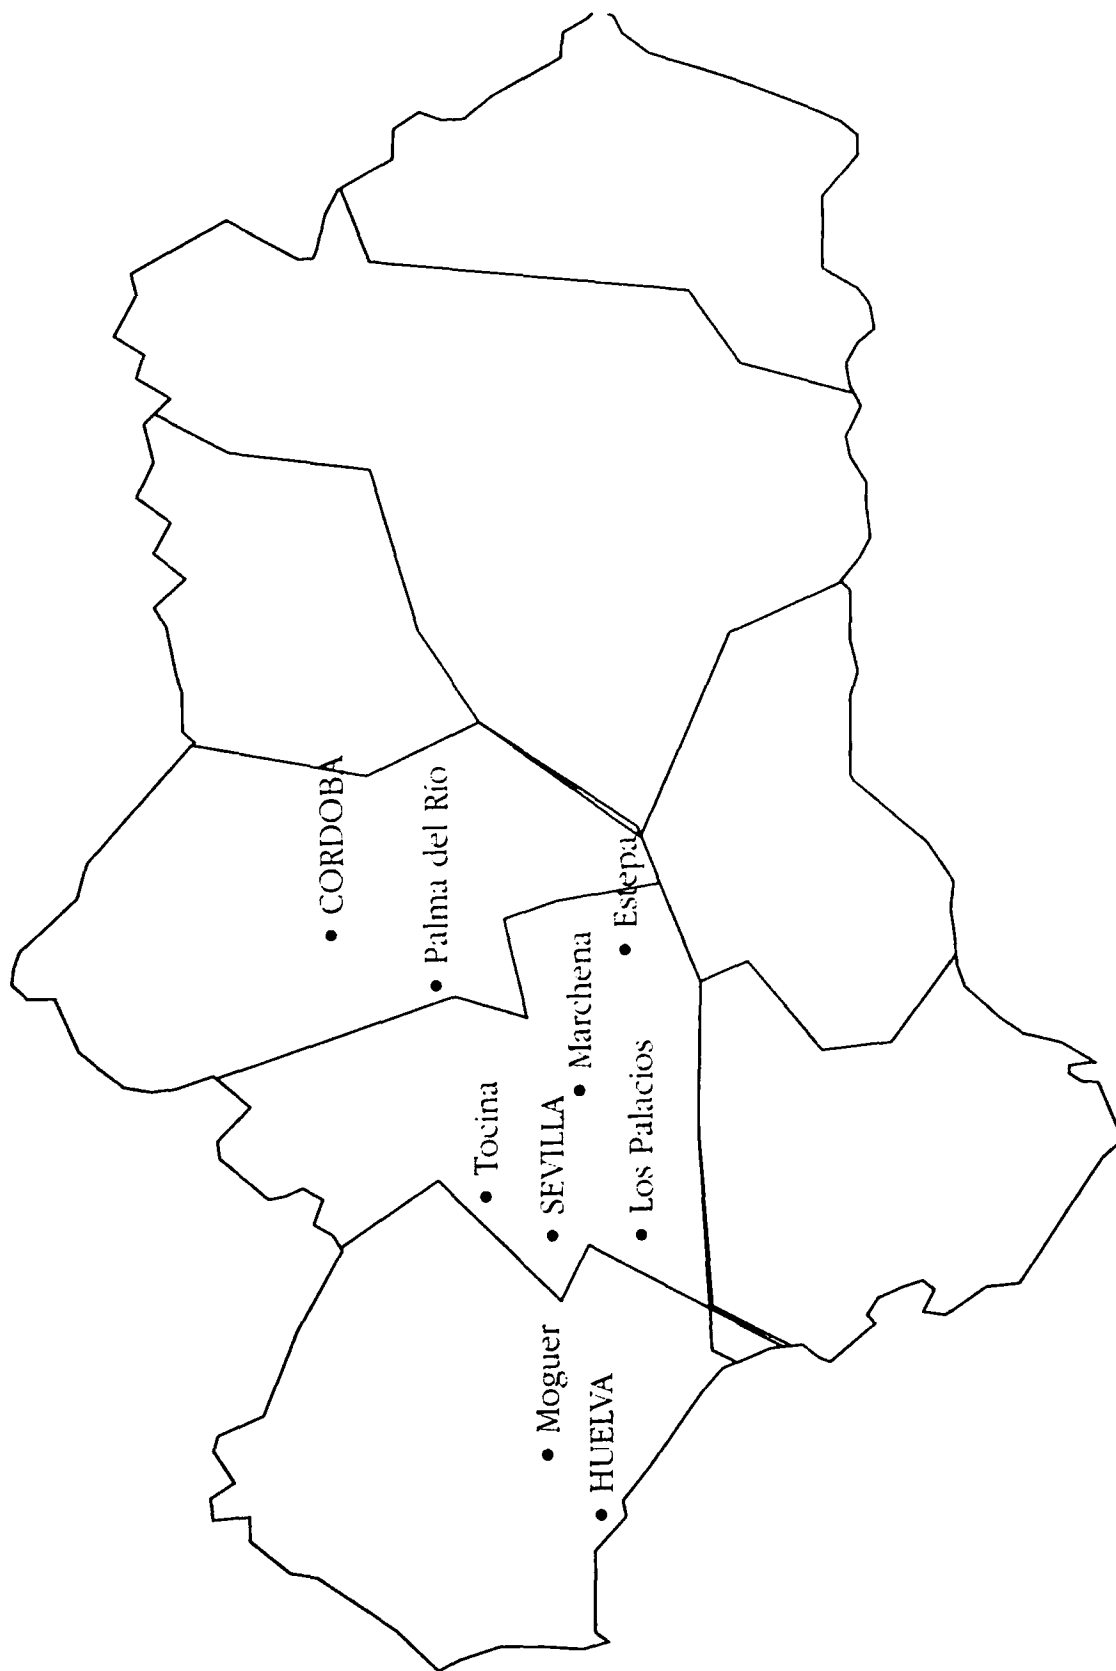 CORDOBA
Palma del Río
Tocina
SEVILLA
Marchena
Estepa
Los Palacios
Moguer
HUELVA